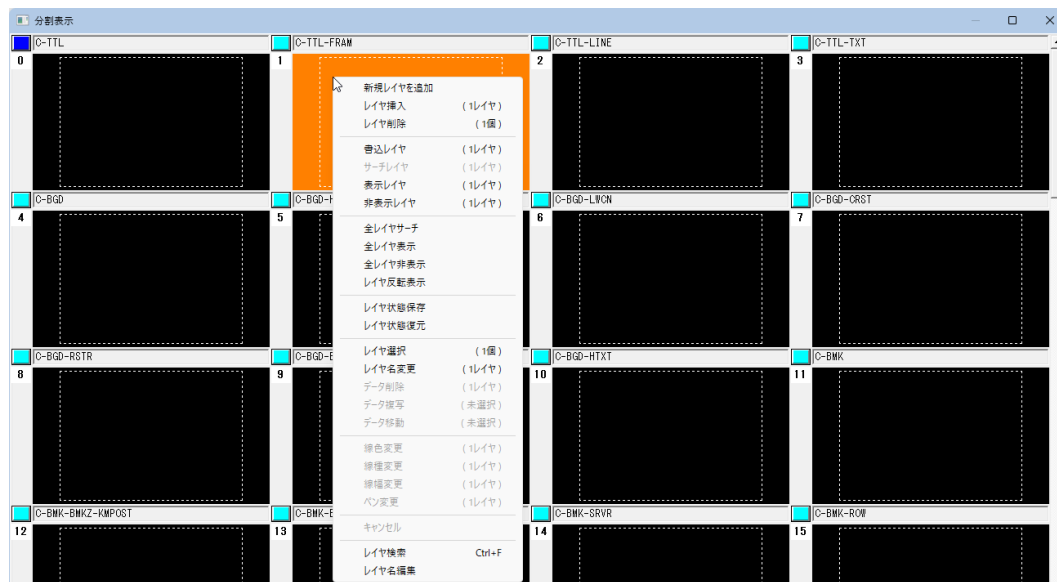 分割表示
C-TTL
C-TTL-FRAM
C-TTL-LINE
C-TTL-TXT
0
1
2
3
新規レイヤを追加
レイヤ挿入 (1レイヤ)
レイヤ削除 (1個)
書込レイヤ (1レイヤ)
サーチレイヤ (1レイヤ)
表示レイヤ (1レイヤ)
非表示レイヤ (1レイヤ)
C-BGD
C-BGD-LWCN
C-BGD-CRST
4
5
6
7
全レイヤサーチ
全レイヤ表示
全レイヤ非表示
レイヤ反転表示
レイヤ状態保存
レイヤ状態復元
C-BGD-RSTR
C-BGD-HTXT
C-BMK
8
9
10
11
レイヤ選択 (1個)
レイヤ名変更 (1レイヤ)
データ削除 (1レイヤ)
データ複写 (未選択)
データ移動 (未選択)
線色変更 (1レイヤ)
線種変更 (1レイヤ)
線幅変更 (1レイヤ)
ペン変更 (1レイヤ)
C-BMK-BMKZ-KMPOST
C-BMK-SRVR
C-BMK-ROW
12
13
14
15
キャンセル
レイヤ検索 Ctrl+F
レイヤ名編集